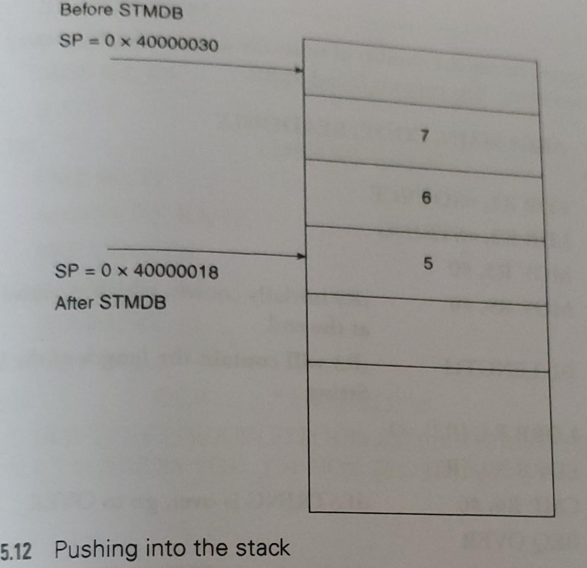 Before STMDB
SP = 0 × 40000030
7
6
5
SP = 0 × 40000018
After STMDB
5.12 Pushing into the stack